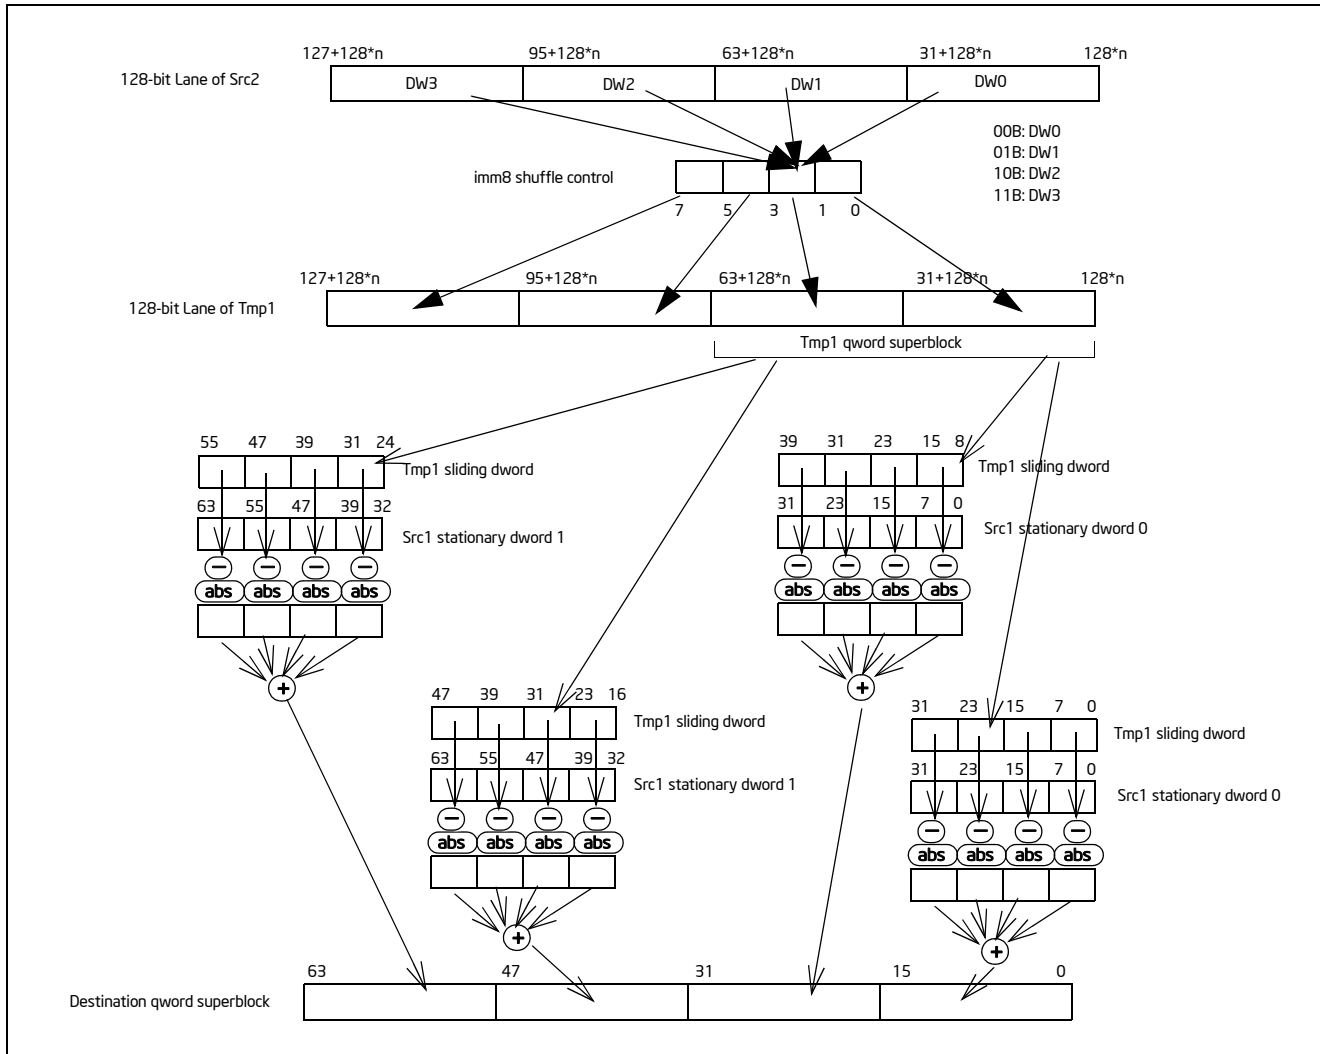 127+128*n 95+128*n 63+128*n 31+128*n 128*n
128-bit Lane of Src2 DW3 DW2 DW1 DW0
00B: DW0
01B: DW1
10B: DW2
11B: DW3
imm8 shuffle control
7 5 3 1 0
127+128*n 95+128*n 63+128*n 31+128*n 128*n
128-bit Lane of Tmp1
Tmp1 qword superblock
55 47 39 31 24
Tmp1 sliding dword
63 55 47 39 32
Src1 stationary dword 1
− − − −
abs abs abs abs
+
39 31 23 15 8
Tmp1 sliding dword
31 23 15 7 0
Src1 stationary dword 0
− − − −
abs abs abs abs
+
47 39 31 23 16
Tmp1 sliding dword
63 55 47 39 32
Src1 stationary dword 1
− − − −
abs abs abs abs
+
31 23 15 7 0
Tmp1 sliding dword
31 23 15 7 0
Src1 stationary dword 0
− − − −
abs abs abs abs
+
63 47 31 15 0
Destination qword superblock